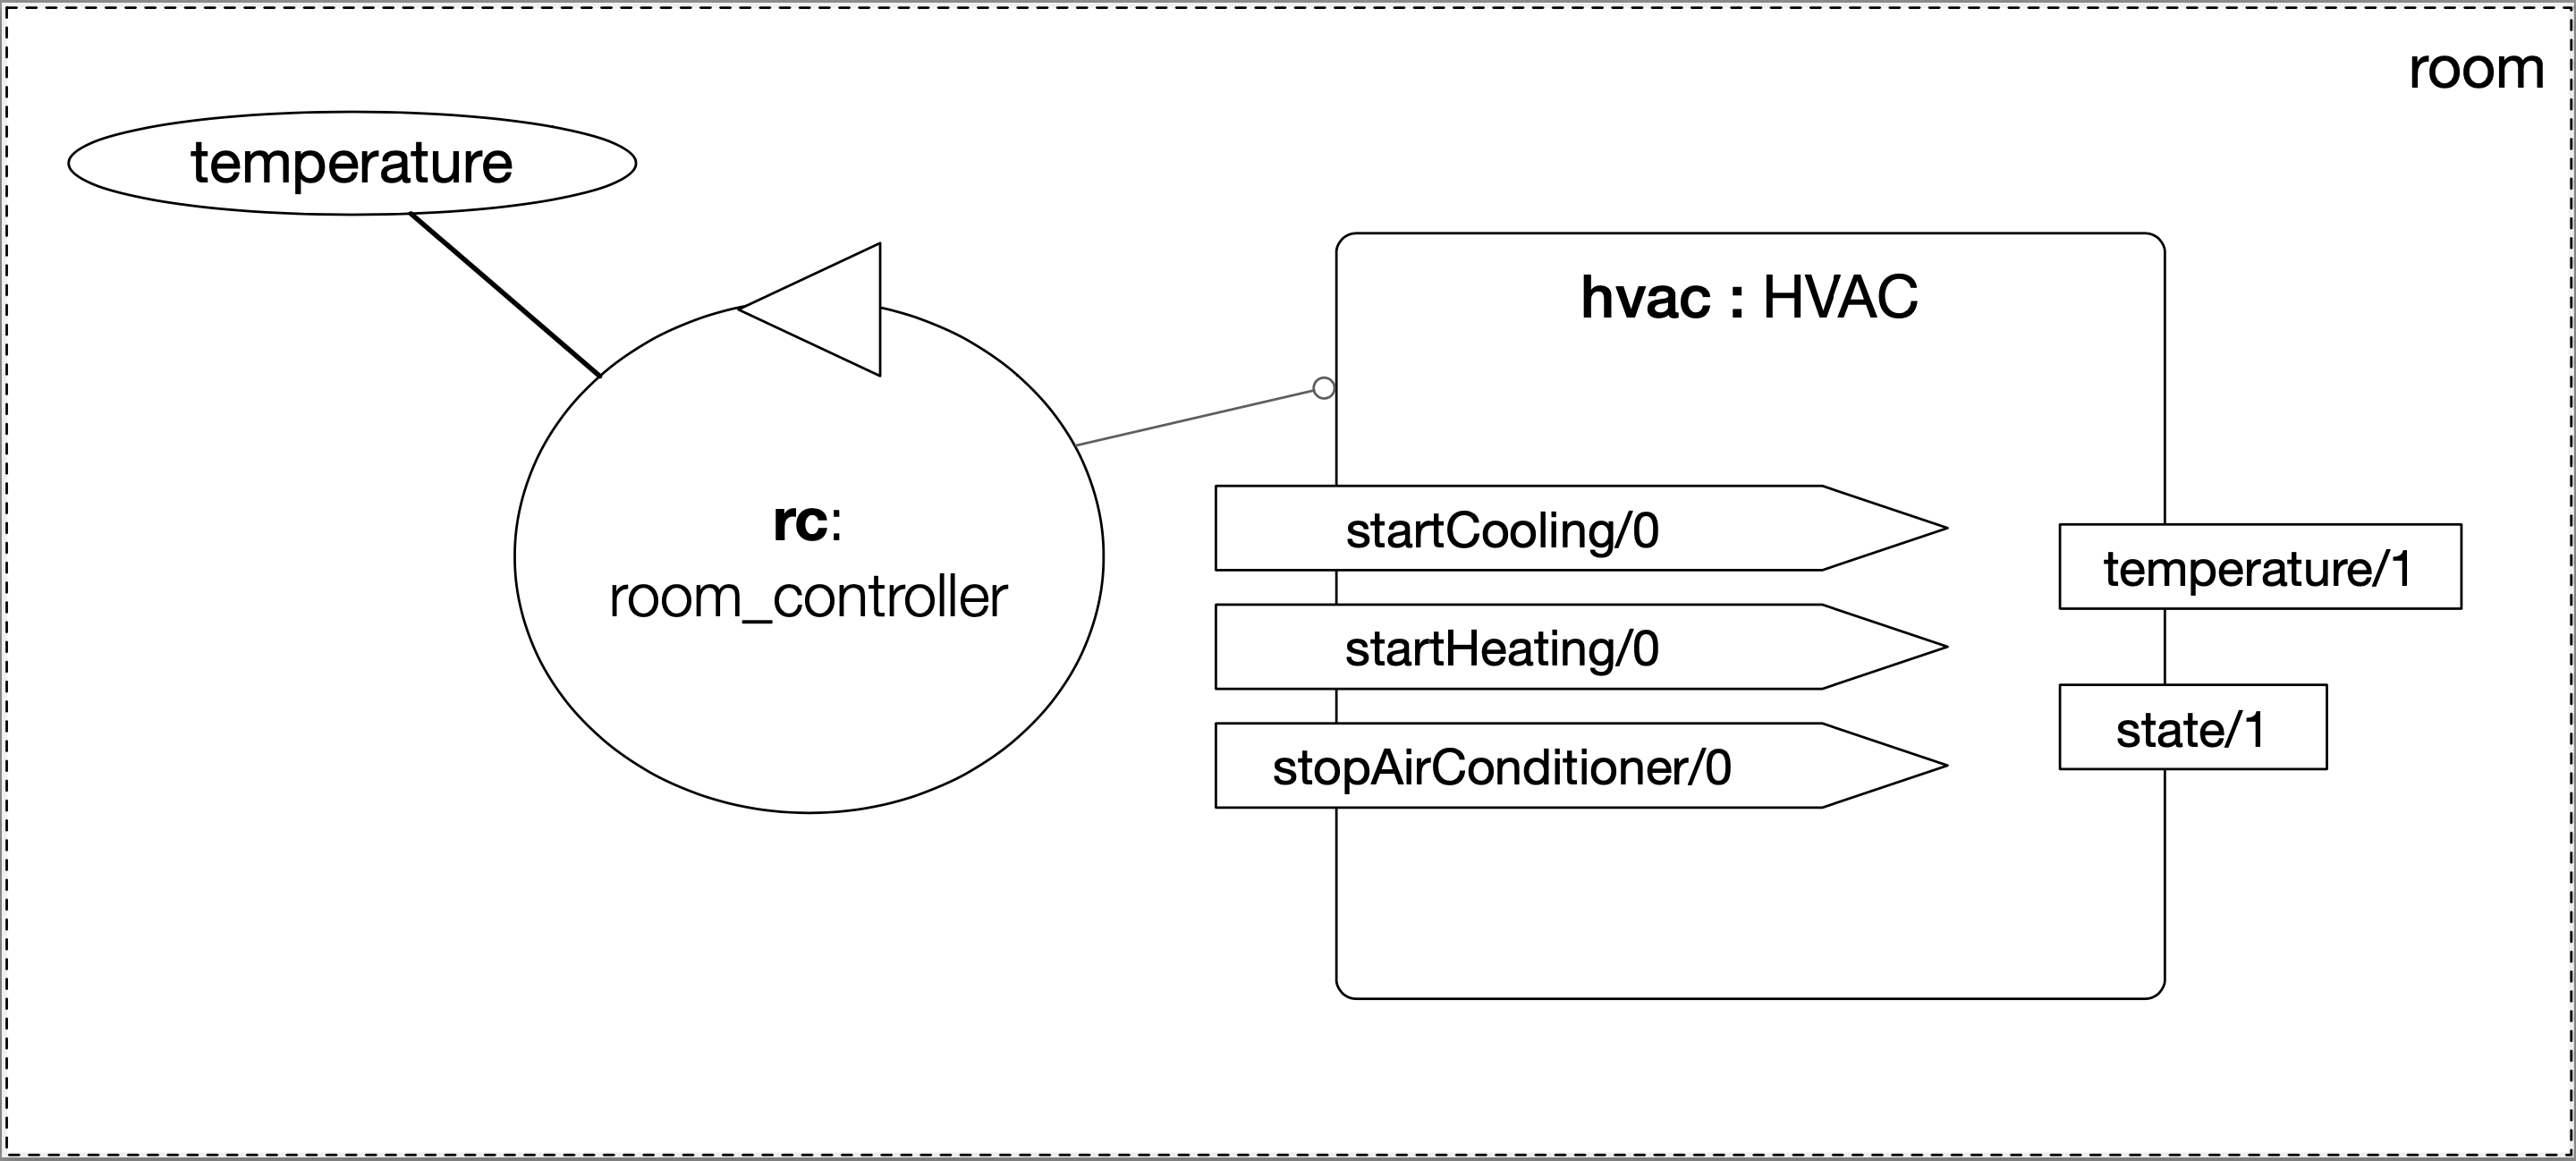 room
temperature
hvac : HVAC
rc:
room_controller
startCooling/0
startHeating/0
stopAirConditioner/0
temperature/1
state/1